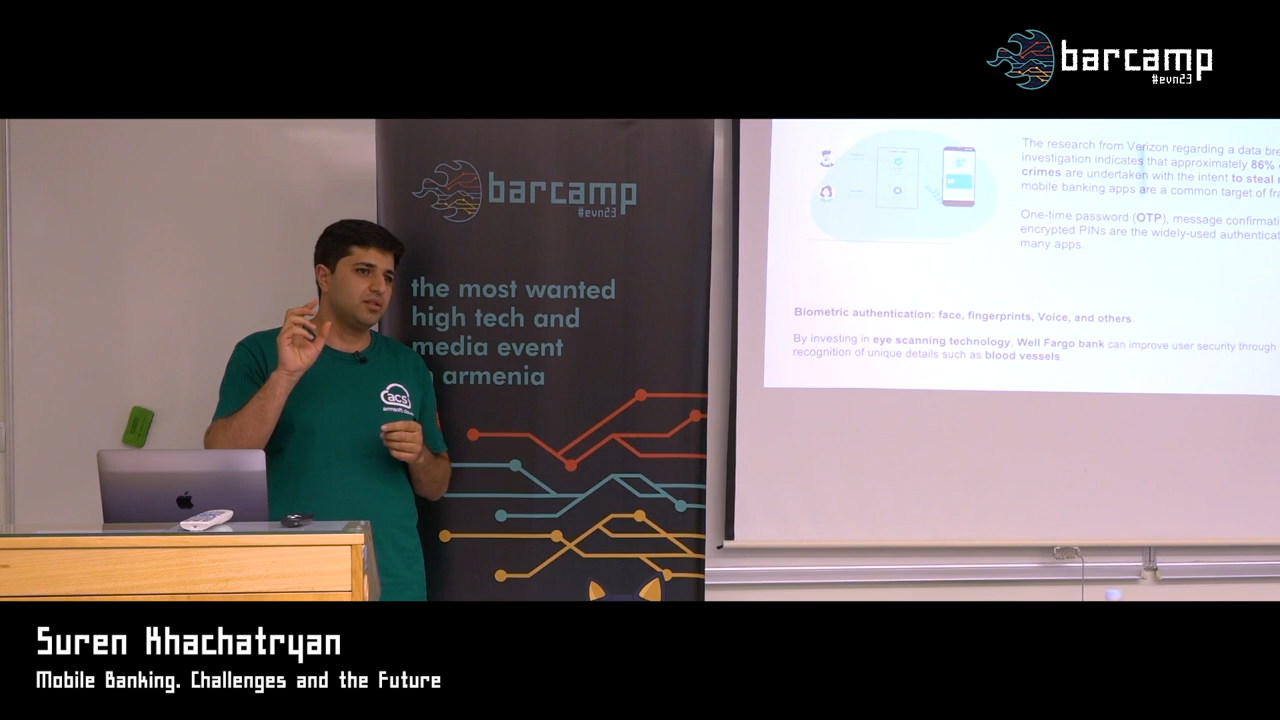 barcamp
#evn23
barcamp
#evn23
the most wanted
high tech and
media event
armenia
acs
armsoft
The research from Verizon regarding a data bre
investigation indicates that approximately 86%
crimes are undertaken with the intent to steal
mobile banking apps are a common target of fra
One-time password (OTP), message confirmati
encrypted PINs are the widely-used authenticat
many apps.
Biometric authentication: face, fingerprints, Voice, and others.
By investing in eye scanning technology, Well Fargo bank can improve user security through
recognition of unique details such as blood vessels.
Suren Khachatryan
Mobile Banking. Challenges and the Future